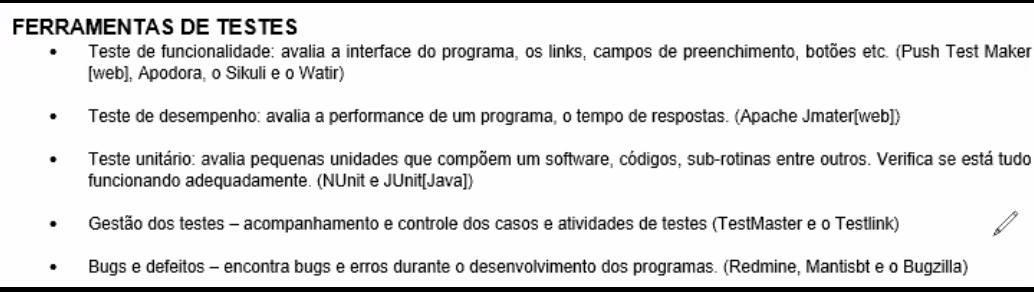 FERRAMENTAS DE TESTES
• Teste de funcionalidade: avalia a interface do programa, os links, campos de preenchimento, botões etc. (Push Test Maker
[web], Apodora, o Sikuli e o Watir)
• Teste de desempenho: avalia a performance de um programa, o tempo de respostas. (Apache Jmater[web])
• Teste unitário: avalia pequenas unidades que compõem um software, códigos, sub-rotinas entre outros. Verifica se está tudo
funcionando adequadamente. (NUnit e JUnit[Java])
• Gestão dos testes – acompanhamento e controle dos casos e atividades de testes (TestMaster e o Testlink)
• Bugs e defeitos – encontra bugs e erros durante o desenvolvimento dos programas. (Redmine, Mantisbt e o Bugzilla)